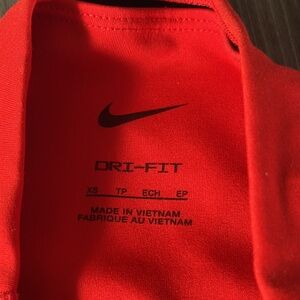 DRI-FIT
XS TP ECH EP
MADE IN VIETNAM
FABRIQUE AU VIETNAM